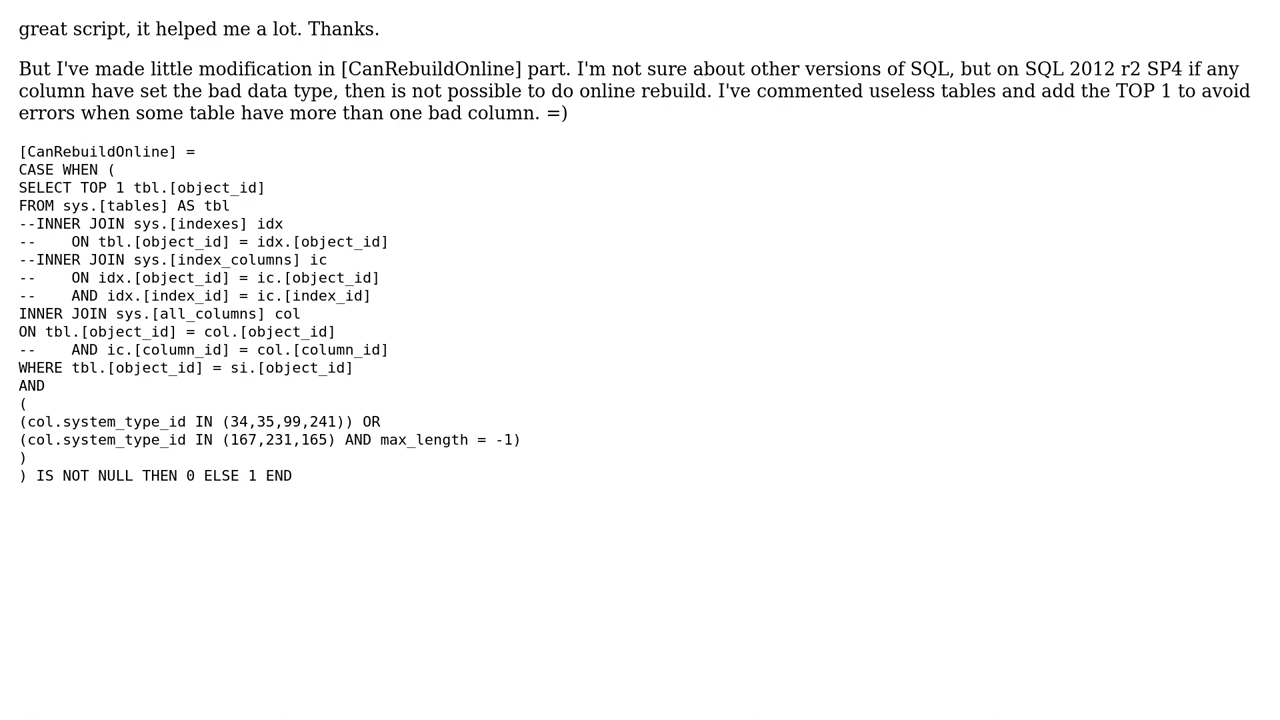 great script, it helped me a lot. Thanks.
But I've made little modification in [CanRebuildOnline] part. I'm not sure about other versions of SQL, but on SQL 2012 r2 SP4 if any
column have set the bad data type, then is not possible to do online rebuild. I've commented useless tables and add the TOP 1 to avoid
errors when some table have more than one bad column. =)
[CanRebuildOnline] =
CASE WHEN (
SELECT TOP 1 tbl.[object_id]
FROM sys.[tables] AS tbl
--INNER JOIN sys.[indexes] idx
--    ON tbl.[object_id] = idx.[object_id]
--INNER JOIN sys.[index_columns] ic
--    ON idx.[object_id] = ic.[object_id]
--    AND idx.[index_id] = ic.[index_id]
INNER JOIN sys.[all_columns] col
ON tbl.[object_id] = col.[object_id]
--    AND ic.[column_id] = col.[column_id]
WHERE tbl.[object_id] = si.[object_id]
AND
(
(col.system_type_id IN (34,35,99,241)) OR
(col.system_type_id IN (167,231,165) AND max_length = -1)
)
) IS NOT NULL THEN 0 ELSE 1 END